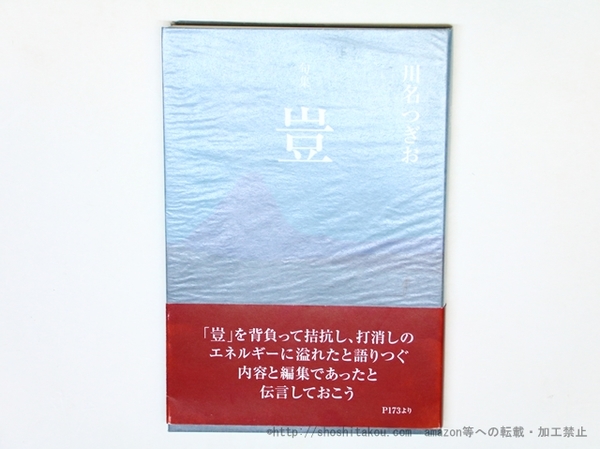 川名つぎお
句集
豈
「豈」を背負って拮抗し、打消しの
エネルギーに溢れたと語りつぐ
内容と編集であったと
伝言しておこう
P173より
©http://shoshitakou.com amazon等への転載・加工禁止